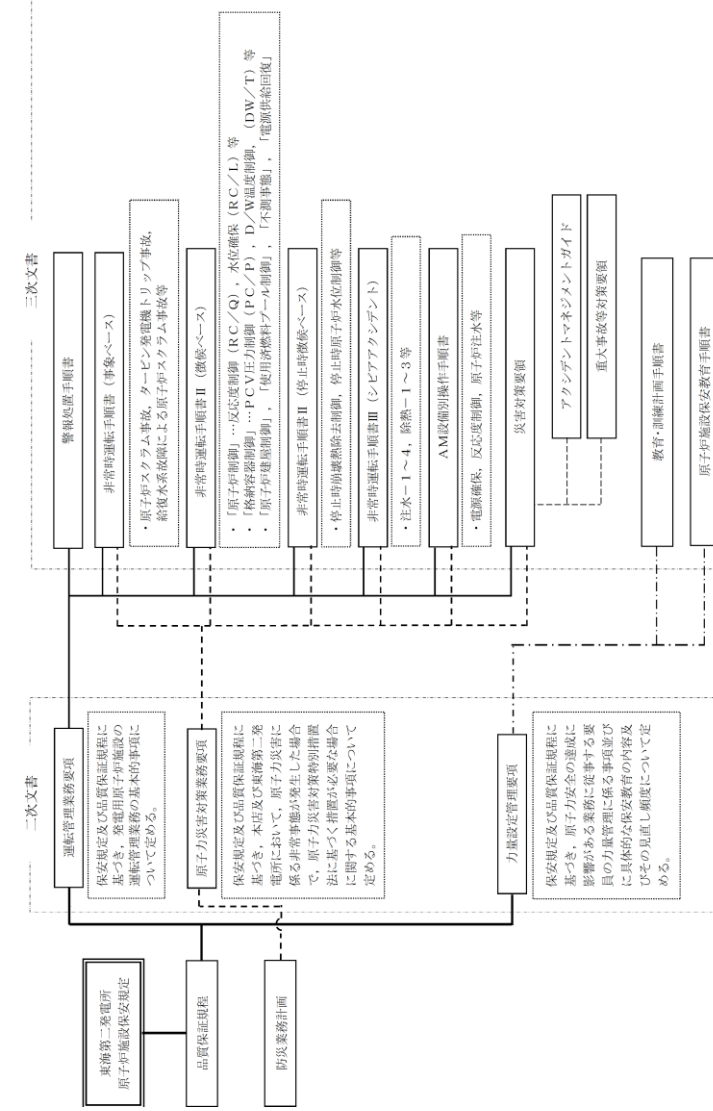 東海第二発電所
原子炉施設保安規定
品質保証規程
防災業務計画
二次文書
運転管理業務要項
保安規定及び品質保証規程に
基づき，発電用原子炉施設の
運転管理業務の基本的事項に
ついて定める。
原子力災害対策業務要項
保安規定及び品質保証規程に
基づき，本店及び東海第二発
電所において，原子力災害に
係る非常事態が発生した場合
で，原子力災害対策特別措置
法に基づく措置が必要な場合
に関する基本的事項について
定める。
力量設定管理要項
保安規定及び品質保証規程に
基づき，原子力安全の達成に
影響がある業務に従事する要
員の力量管理に係る事項並び
に具体的な保安教育の内容及
びその見直し頻度について定
める。
三次文書
警報処置手順書
非常時運転手順書（事象ベース）
・原子炉スクラム事故，タービン発電機トリップ事故，
給復水系故障による原子炉スクラム事故等
非常時運転手順書Ⅱ（徴候ベース）
・「原子炉制御」…反応度制御（ＲＣ／Ｑ），水位確保（ＲＣ／Ｌ）等
・「格納容器制御」…ＰＣＶ圧力制御（ＰＣ／Ｐ），Ｄ／Ｗ温度制御，（ＤＷ／Ｔ）等
・「原子炉建屋制御」，「使用済燃料プール制御」，「不測事態」，「電源供給回復」
非常時運転手順書Ⅱ（停止時徴候ベース）
・停止時崩壊熱除去制御，停止時原子炉水位制御等
非常時運転手順書Ⅲ（シビアアクシデント）
・注水－１～４，除熱－１～３等
ＡＭ設備別操作手順書
・電源確保，反応度制御，原子炉注水等
災害対策要領
アクシデントマネジメントガイド
重大事故等対策要領
教育・訓練計画手順書
原子炉施設保安教育手順書